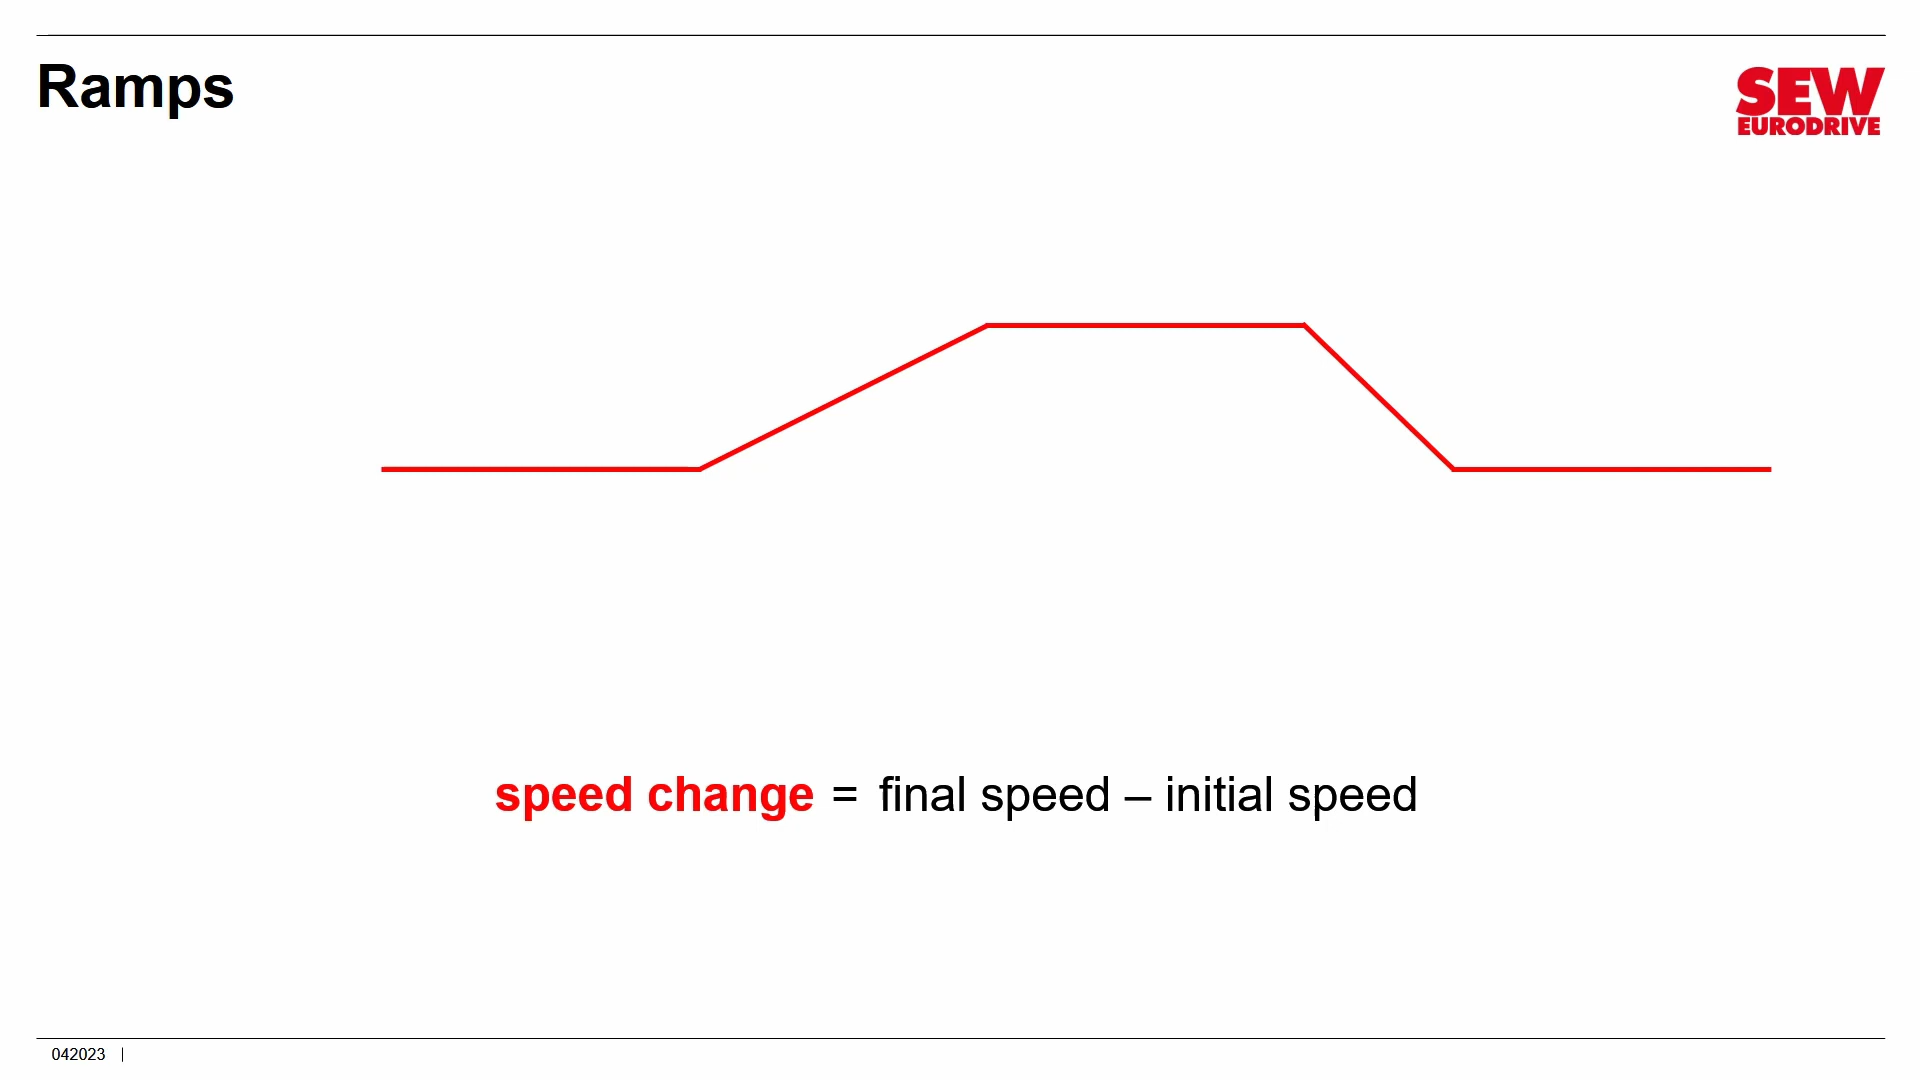 Ramps
SEW
EURODRIVE
speed change = final speed – initial speed
042023 |